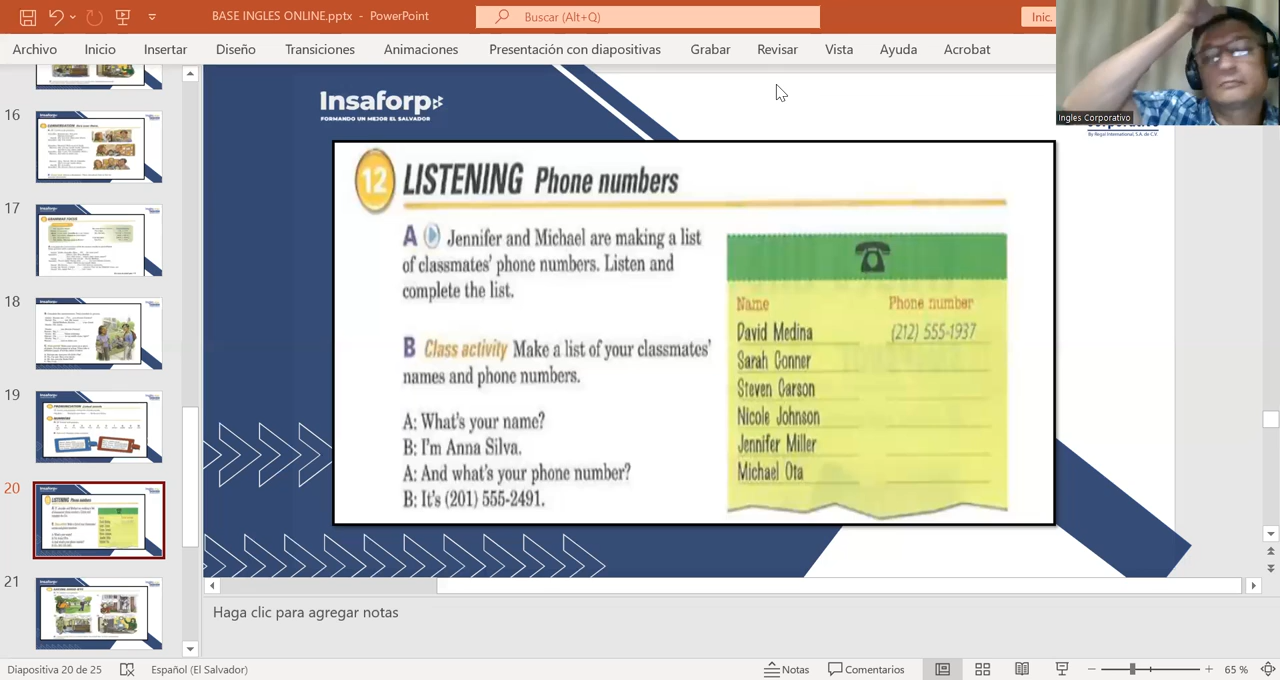 BASE INGLES ONLINE.pptx - PowerPoint
Buscar (Alt+Q)
Inic.
Archivo Inicio Insertar Diseño Transiciones Animaciones Presentación con diapositivas Grabar Revisar Vista Ayuda Acrobat
Ingles Corporativo
By Regal International, S.A. de C.V.
16
17
18
19
20
21
Insaforp
FORMANDO UN MEJOR EL SALVADOR
12 LISTENING Phone numbers
A Jennifer and Michael are making a list
of classmates' phone numbers. Listen and
complete the list.
B Class activity Make a list of your classmates'
names and phone numbers.
A: What's your name?
B: I'm Anna Silva.
A: And what's your phone number?
B: It's (201) 555-2491.
Name Phone number
David Medina (212) 555-1937
Sarah Conner
Steven Carson
Nicole Johnson
Jennifer Miller
Michael Ota
Haga clic para agregar notas
Diapositiva 20 de 25 Español (El Salvador) Notas Comentarios 65 %